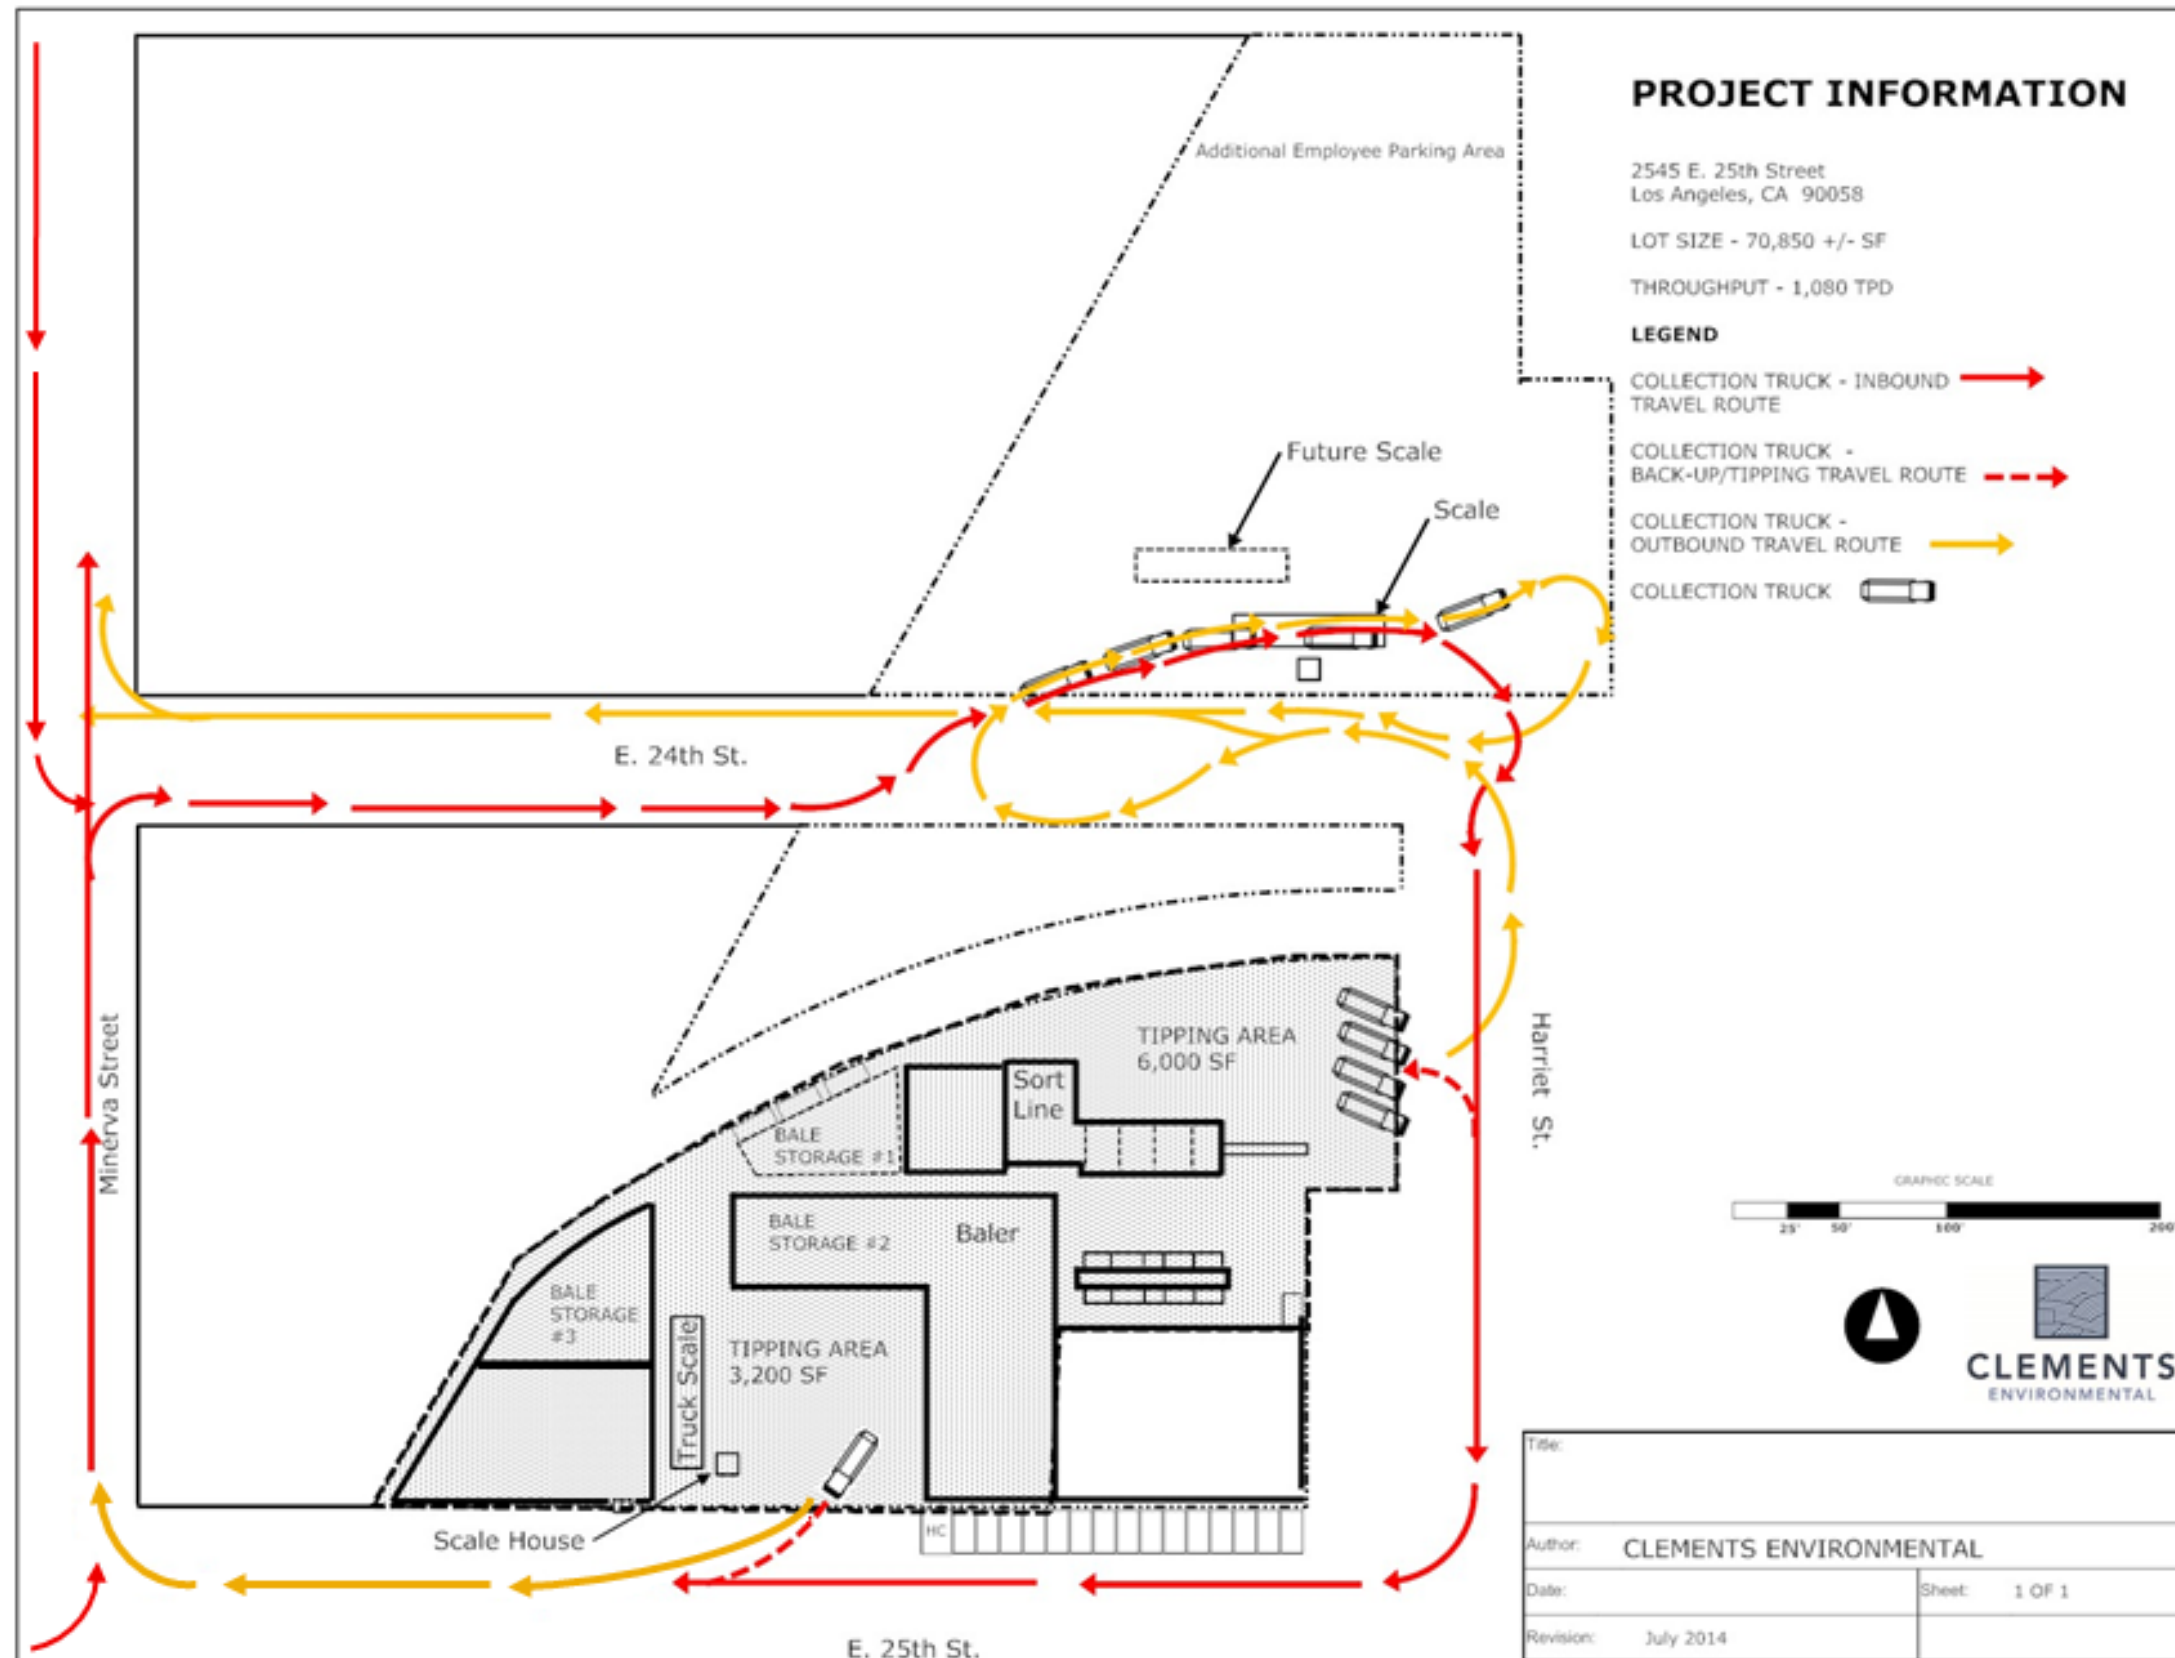 PROJECT INFORMATION
Additional Employee Parking Area
2545 E. 25th Street
Los Angeles, CA 90058
LOT SIZE - 70,850 +/- SF
THROUGHPUT - 1,080 TPD
LEGEND
COLLECTION TRUCK - INBOUND
TRAVEL ROUTE
COLLECTION TRUCK -
BACK-UP/TIPPING TRAVEL ROUTE
COLLECTION TRUCK -
OUTBOUND TRAVEL ROUTE
COLLECTION TRUCK
Future Scale
Scale
E. 24th St.
Minerva Street
Harriet St.
TIPPING AREA
6,000 SF
Sort
Line
BALE
STORAGE #1
BALE
STORAGE #2
Baler
BALE
STORAGE
#3
Truck Scale
TIPPING AREA
3,200 SF
Scale House
HC
E. 25th St.
GRAPHIC SCALE
25' 50' 100' 200'
CLEMENTS
ENVIRONMENTAL
Title:
Author: CLEMENTS ENVIRONMENTAL
Date: Sheet: 1 OF 1
Revision: July 2014